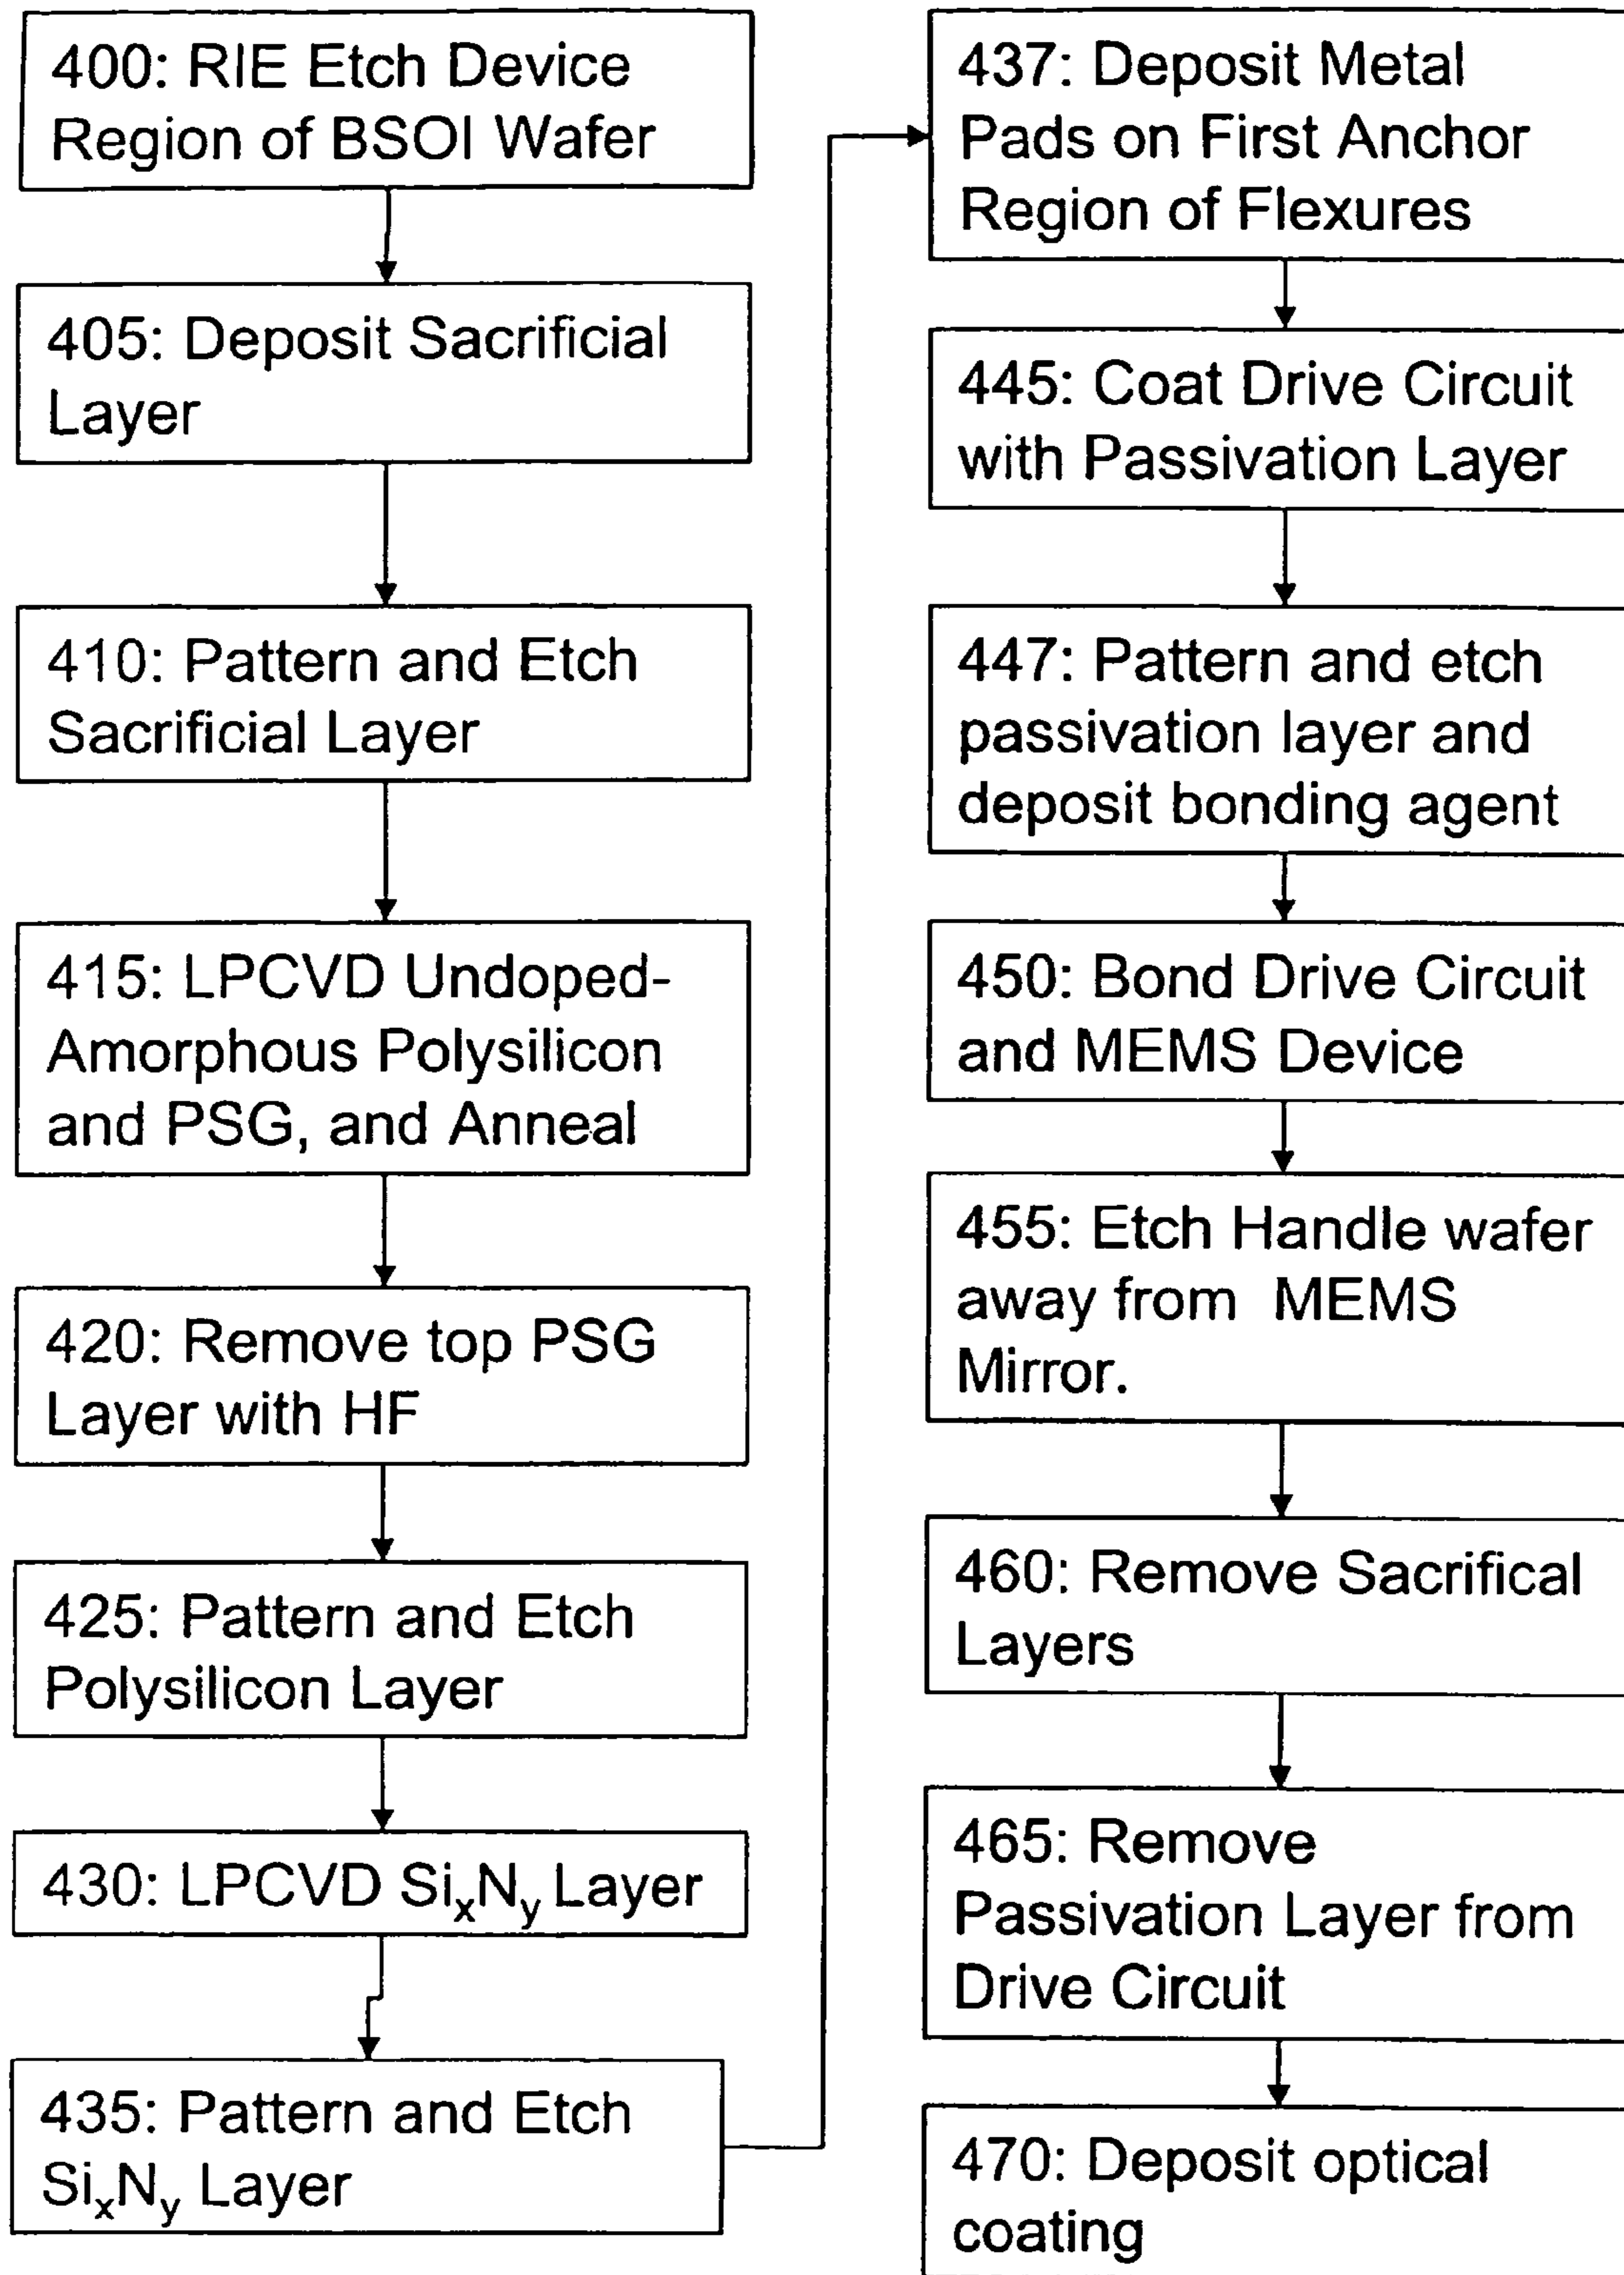 400: RIE Etch Device
Region of BSOI Wafer
405: Deposit Sacrificial
Layer
410: Pattern and Etch
Sacrificial Layer
415: LPCVD Undoped-
Amorphous Polysilicon
and PSG, and Anneal
420: Remove top PSG
Layer with HF
425: Pattern and Etch
Polysilicon Layer
430: LPCVD SiₓNᵧ Layer
435: Pattern and Etch
SiₓNᵧ Layer
437: Deposit Metal
Pads on First Anchor
Region of Flexures
445: Coat Drive Circuit
with Passivation Layer
447: Pattern and etch
passivation layer and
deposit bonding agent
450: Bond Drive Circuit
and MEMS Device
455: Etch Handle wafer
away from MEMS
Mirror.
460: Remove Sacrifical
Layers
465: Remove
Passivation Layer from
Drive Circuit
470: Deposit optical
coating